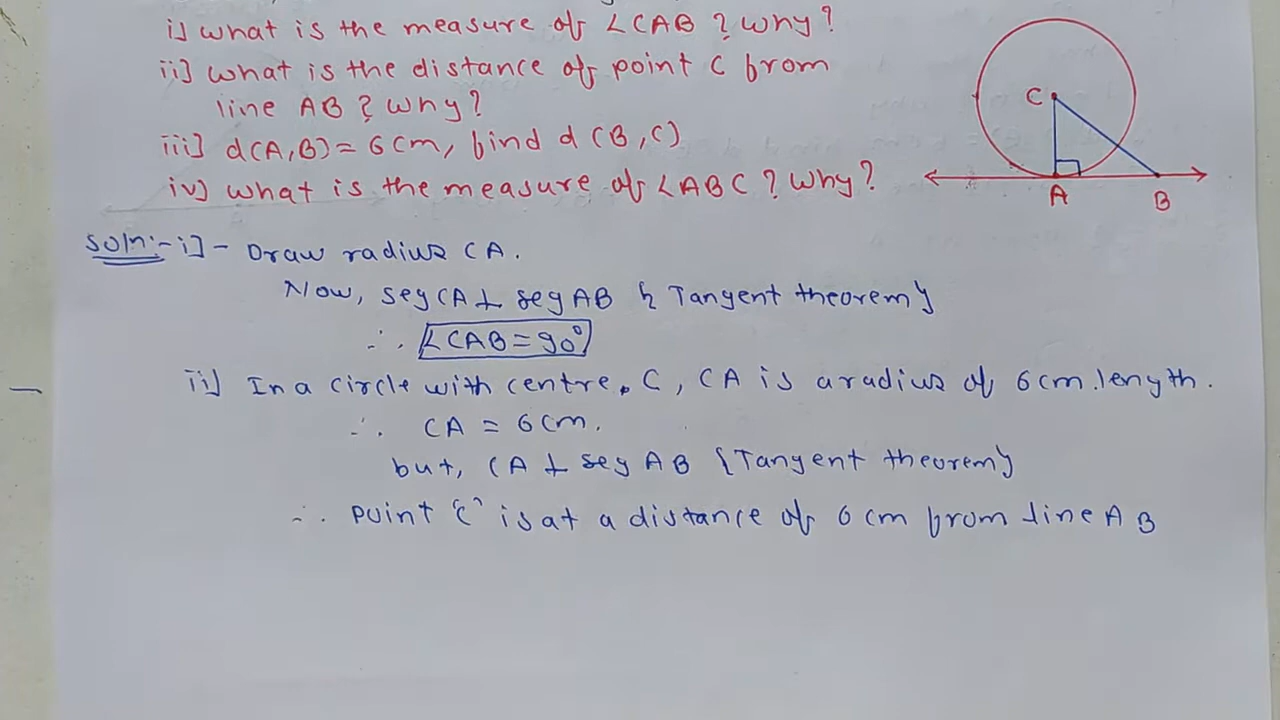 i] what is the measure of ∠CAB ? Why?
ii] what is the distance of point C from
line AB ? Why?
iii] d(A,B) = 6 cm, find d (B,C)
iv) what is the measure of ∠ABC ? Why?
C
A
B
Soln:- i] - Draw radius CA.
Now, seg CA ⊥ seg AB { Tangent theorem}
∴ ∠CAB = 90°
ii] In a circle with centre C, CA is a radius of 6 cm length.
∴ CA = 6 cm.
but, CA ⊥ seg AB {Tangent theorem}
∴ point 'C' is at a distance of 6 cm from line AB